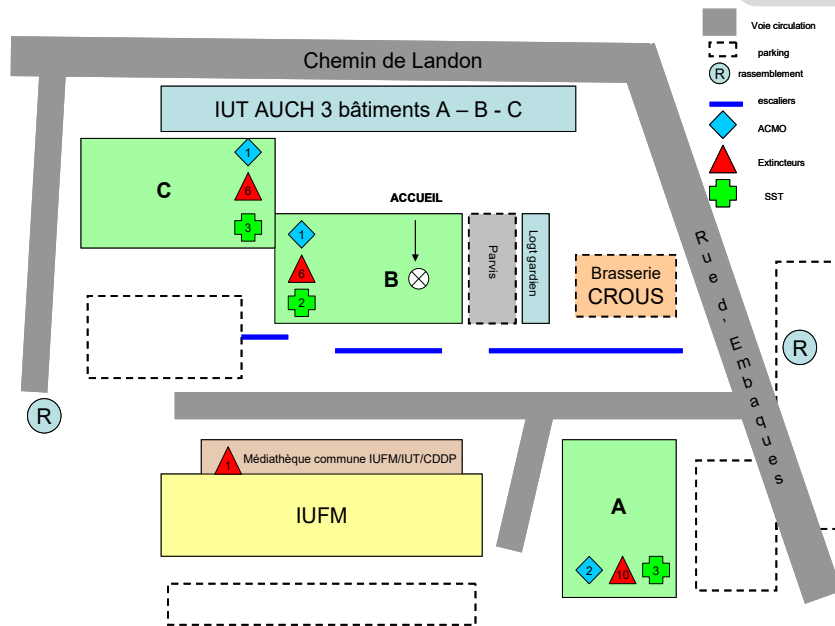 Voie circulation
parking
R rassemblement
escaliers
ACMO
Extincteurs
SST
Chemin de Landon
IUT AUCH 3 bâtiments A – B - C
C
1
6
3
ACCUEIL
1
6
2
B
Parvis
Logt gardien
Brasserie
CROUS
Rue d' Embaques
R
R
1
Médiathèque commune IUFM/IUT/CDDP
IUFM
A
2
10
3